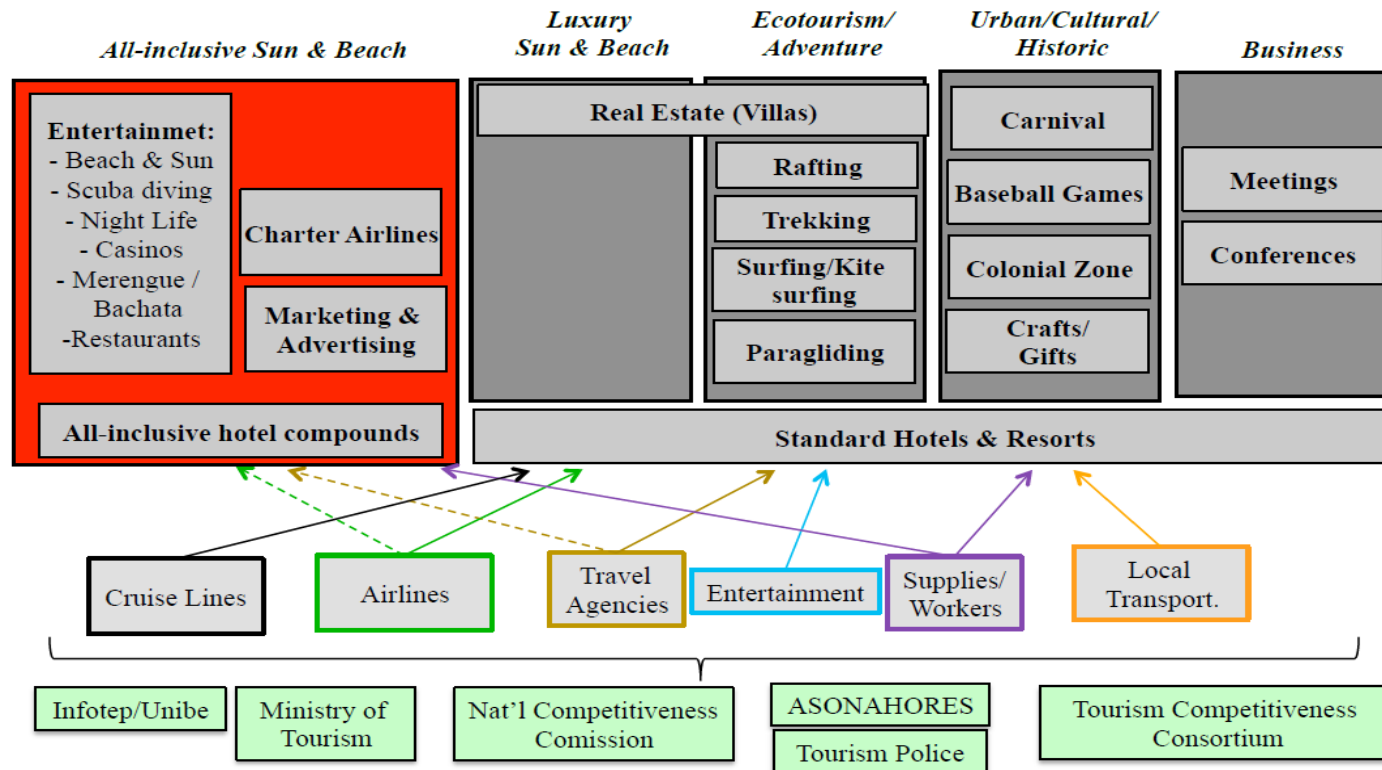 All-inclusive Sun & Beach
Luxury
Sun & Beach
Ecotourism/
Adventure
Urban/Cultural/
Historic
Business
Entertainmet:
- Beach & Sun
- Scuba diving
- Night Life
- Casinos
- Merengue /
Bachata
-Restaurants
Charter Airlines
Marketing &
Advertising
All-inclusive hotel compounds
Real Estate (Villas)
Rafting
Trekking
Surfing/Kite
surfing
Paragliding
Carnival
Baseball Games
Colonial Zone
Crafts/
Gifts
Meetings
Conferences
Standard Hotels & Resorts
Cruise Lines
Airlines
Travel
Agencies
Entertainment
Supplies/
Workers
Local
Transport.
Infotep/Unibe
Ministry of
Tourism
Nat'l Competitiveness
Comission
ASONAHORES
Tourism Police
Tourism Competitiveness
Consortium